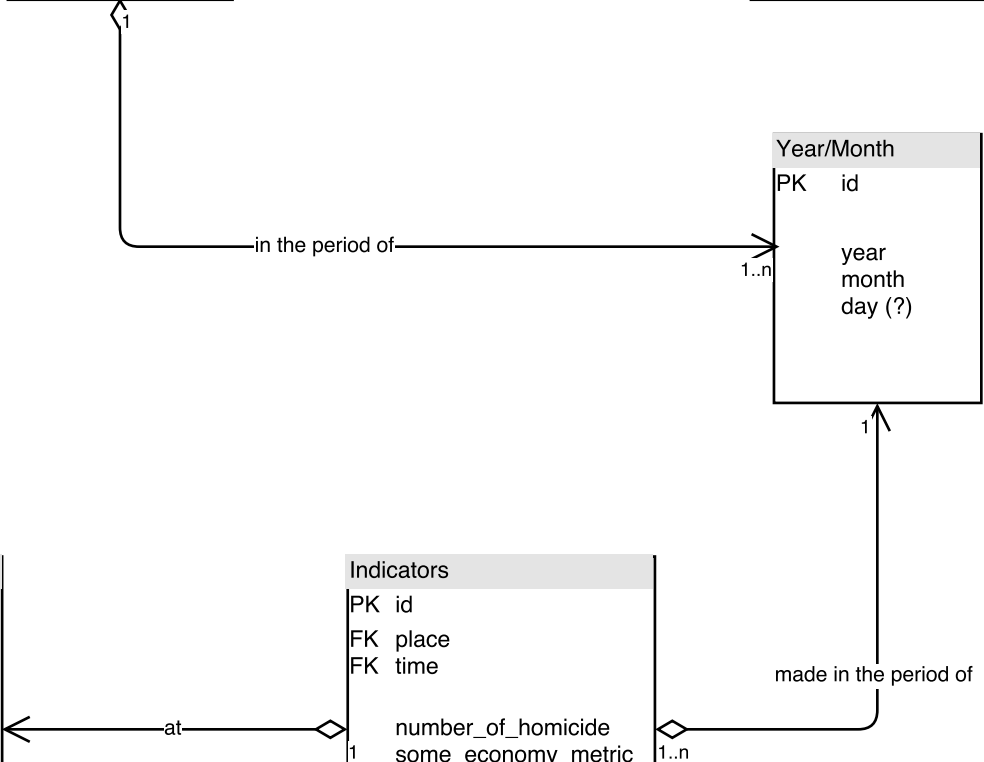 1
Year/Month
PK id
in the period of
year
1..n
month
day (?)
1
Indicators
PK id
FK place
FK time
made in the period of
at
number_of_homicide
1
some_economy_metric
1..n